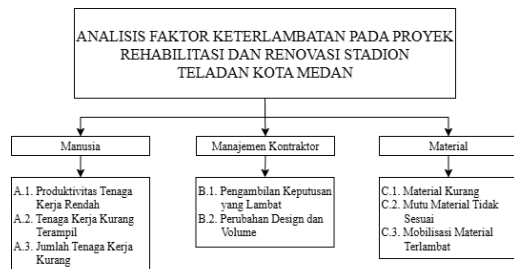 ANALISIS FAKTOR KETERLAMBATAN PADA PROYEK
REHABILITASI DAN RENOVASI STADION
TELADAN KOTA MEDAN
Manusia
Manajemen Kontraktor
Material
A.1. Produktivitas Tenaga
Kerja Rendah
A.2. Tenaga Kerja Kurang
Terampil
A.3. Jumlah Tenaga Kerja
Kurang
B.1. Pengambilan Keputusan
yang Lambat
B.2. Perubahan Design dan
Volume
C.1. Material Kurang
C.2. Mutu Material Tidak
Sesuai
C.3. Mobilisasi Material
Terlambat